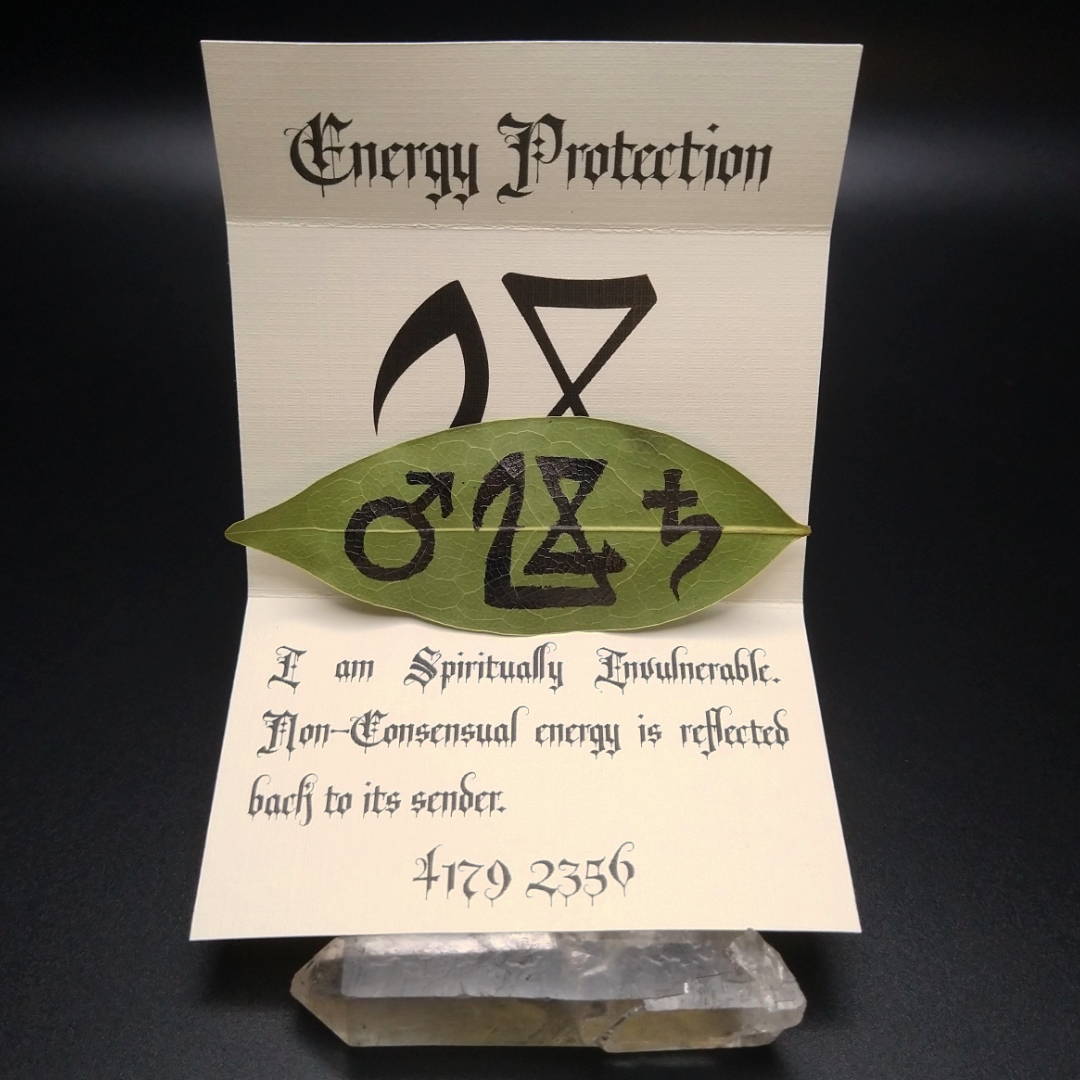 Energy Protection
♂ ♄
I am Spiritually Invulnerable.
Non-Consensual energy is reflected
back to its sender.
4179 2356